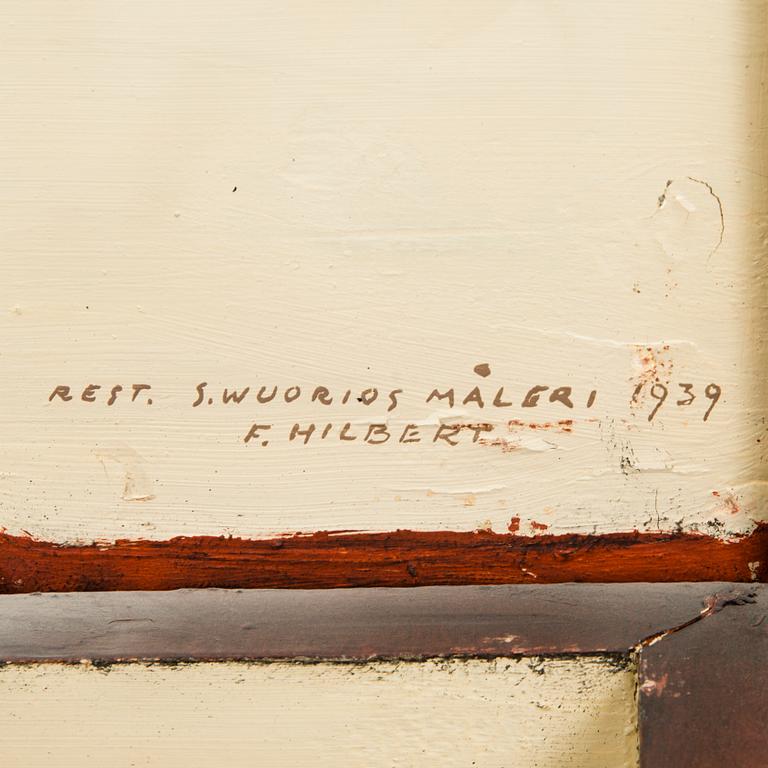 REST. S.WUORIOS MÅLERI 1939
F. HILBERT